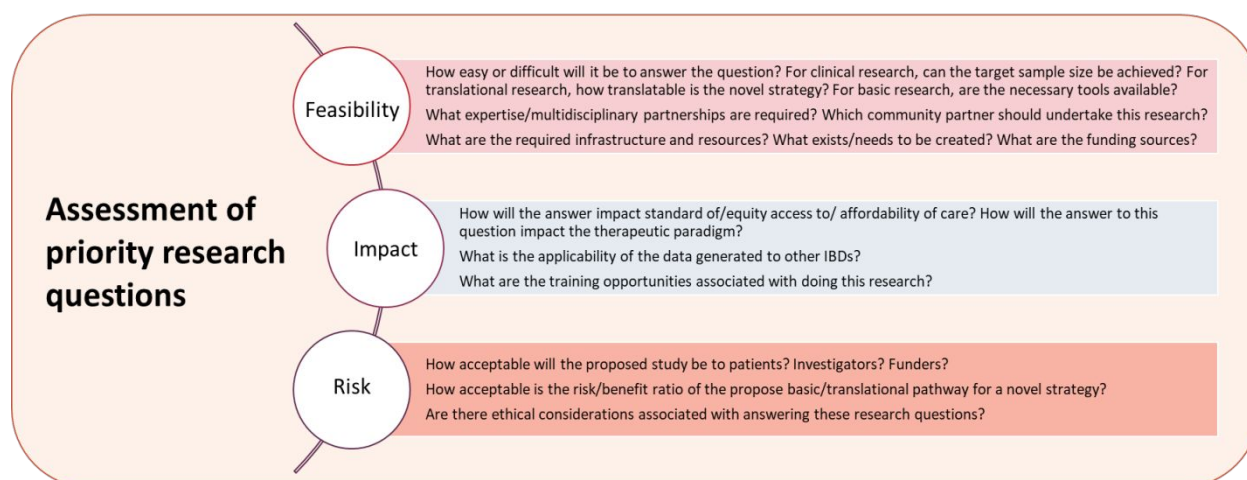 Assessment of
priority research
questions
Feasibility
How easy or difficult will it be to answer the question? For clinical research, can the target sample size be achieved? For
translational research, how translatable is the novel strategy? For basic research, are the necessary tools available?
What expertise/multidisciplinary partnerships are required? Which community partner should undertake this research?
What are the required infrastructure and resources? What exists/needs to be created? What are the funding sources?
Impact
How will the answer impact standard of/equity access to/ affordability of care? How will the answer to this
question impact the therapeutic paradigm?
What is the applicability of the data generated to other IBDs?
What are the training opportunities associated with doing this research?
Risk
How acceptable will the proposed study be to patients? Investigators? Funders?
How acceptable is the risk/benefit ratio of the propose basic/translational pathway for a novel strategy?
Are there ethical considerations associated with answering these research questions?